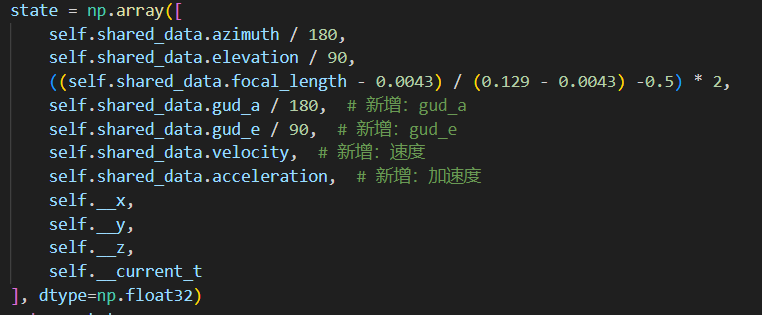 state = np.array([
    self.shared_data.azimuth / 180,
    self.shared_data.elevation / 90,
    ((self.shared_data.focal_length - 0.0043) / (0.129 - 0.0043) -0.5) * 2,
    self.shared_data.gud_a / 180,  # 新增: gud_a
    self.shared_data.gud_e / 90,  # 新增: gud_e
    self.shared_data.velocity,  # 新增: 速度
    self.shared_data.acceleration,  # 新增: 加速度
    self.__x,
    self.__y,
    self.__z,
    self.__current_t
], dtype=np.float32)